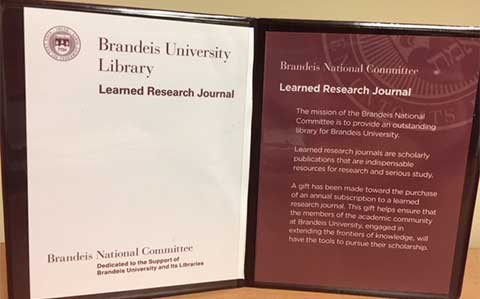 Brandeis University
Library
Learned Research Journal
Brandeis National Committee
Dedicated to the Support of
Brandeis University and Its Libraries
Brandeis National Committee
Learned Research Journal
The mission of the Brandeis National
Committee is to provide an outstanding
library for Brandeis University.
Learned research journals are scholarly
publications that are indispensable
resources for research and serious study.
A gift has been made toward the purchase
of an annual subscription to a learned
research journal. This gift helps ensure that
the members of the academic community
at Brandeis University, engaged in
extending the frontiers of knowledge, will
have the tools to pursue their scholarship.